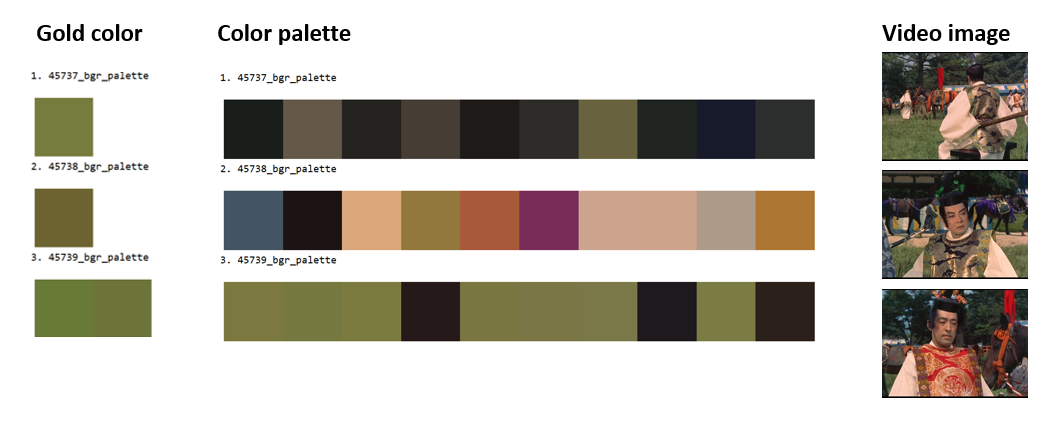 Gold color
Color palette
Video image
1. 45737_bgr_palette
1. 45737_bgr_palette
2. 45738_bgr_palette
2. 45738_bgr_palette
3. 45739_bgr_palette
3. 45739_bgr_palette